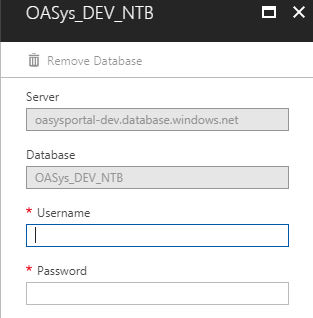 OASys_DEV_NTB
Remove Database
Server
oasysportal-dev.database.windows.net
Database
OASys_DEV_NTB
* Username
* Password